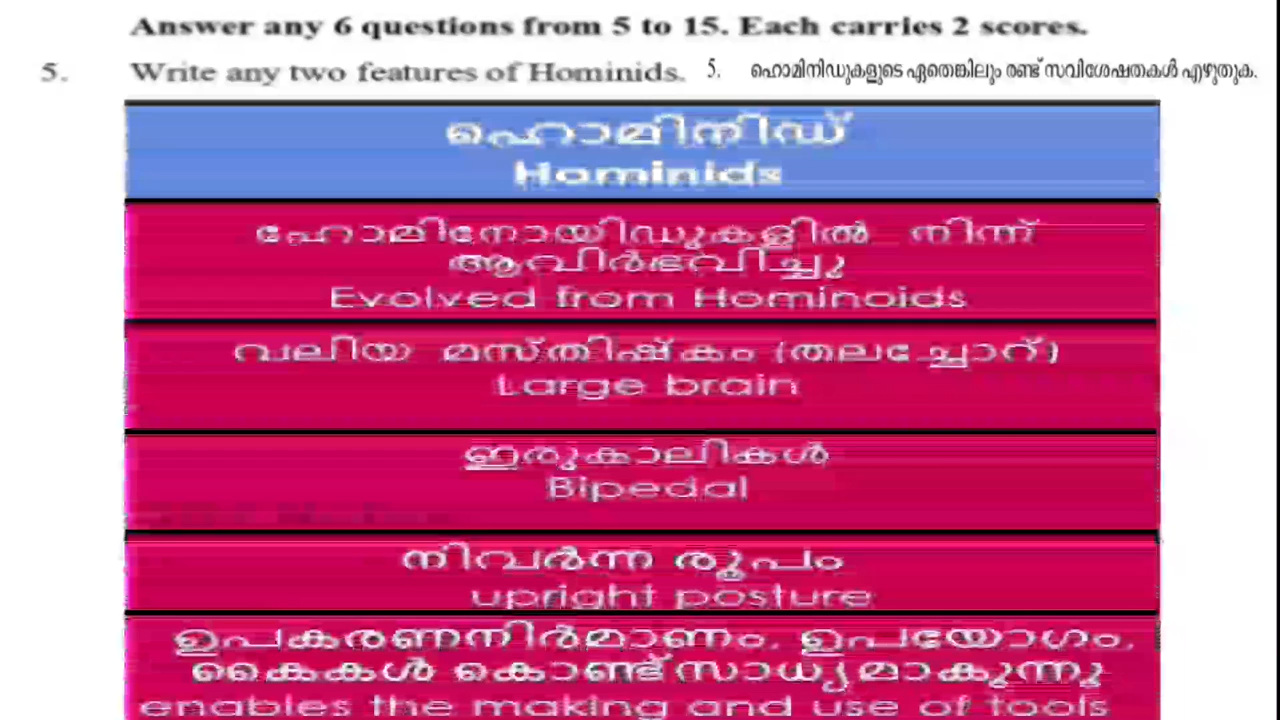 Answer any 6 questions from 5 to 15. Each carries 2 scores.
5. Write any two features of Hominids. 5. ഹൊമിനിഡുകളുടെ ഏതെങ്കിലും രണ്ട് സവിശേഷതകൾ എഴുതുക.
ഹൊമിനിഡ്
Hominids
ഹോമിനോയിഡുകളിൽ നിന്ന്
ആവിർഭവിച്ചു
Evolved from Hominoids
വലിയ മസ്തിഷ്കം (തലച്ചോറ്)
Large brain
ഇരുകാലികൾ
Bipedal
നിവർന്ന രൂപം
upright posture
ഉപകരണനിർമാണം, ഉപയോഗം,
കൈകൾ കൊണ്ട് സാധ്യമാകുന്നു
enables the making and use of tools